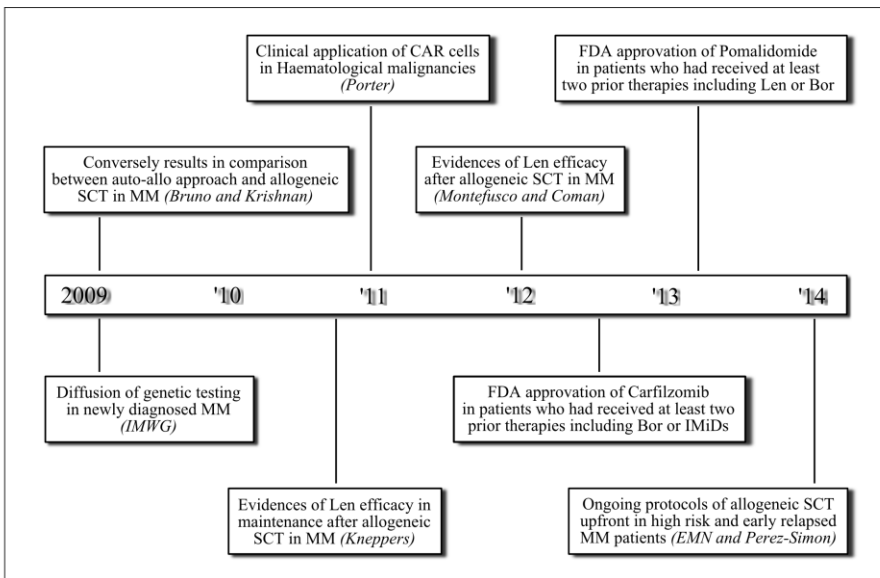 Clinical application of CAR cells
in Haematological malignancies
(Porter)
FDA approvation of Pomalidomide
in patients who had received at least
two prior therapies including Len or Bor
Conversely results in comparison
between auto-allo approach and allogeneic
SCT in MM (Bruno and Krishnan)
Evidences of Len efficacy
after allogeneic SCT in MM
(Montefusco and Coman)
2009 '10 '11 '12 '13 '14
Diffusion of genetic testing
in newly diagnosed MM
(IMWG)
FDA approvation of Carfilzomib
in patients who had received at least two
prior therapies including Bor or IMiDs
Evidences of Len efficacy in
maintenance after allogeneic
SCT in MM (Kneppers)
Ongoing protocols of allogeneic SCT
upfront in high risk and early relapsed
MM patients (EMN and Perez-Simon)